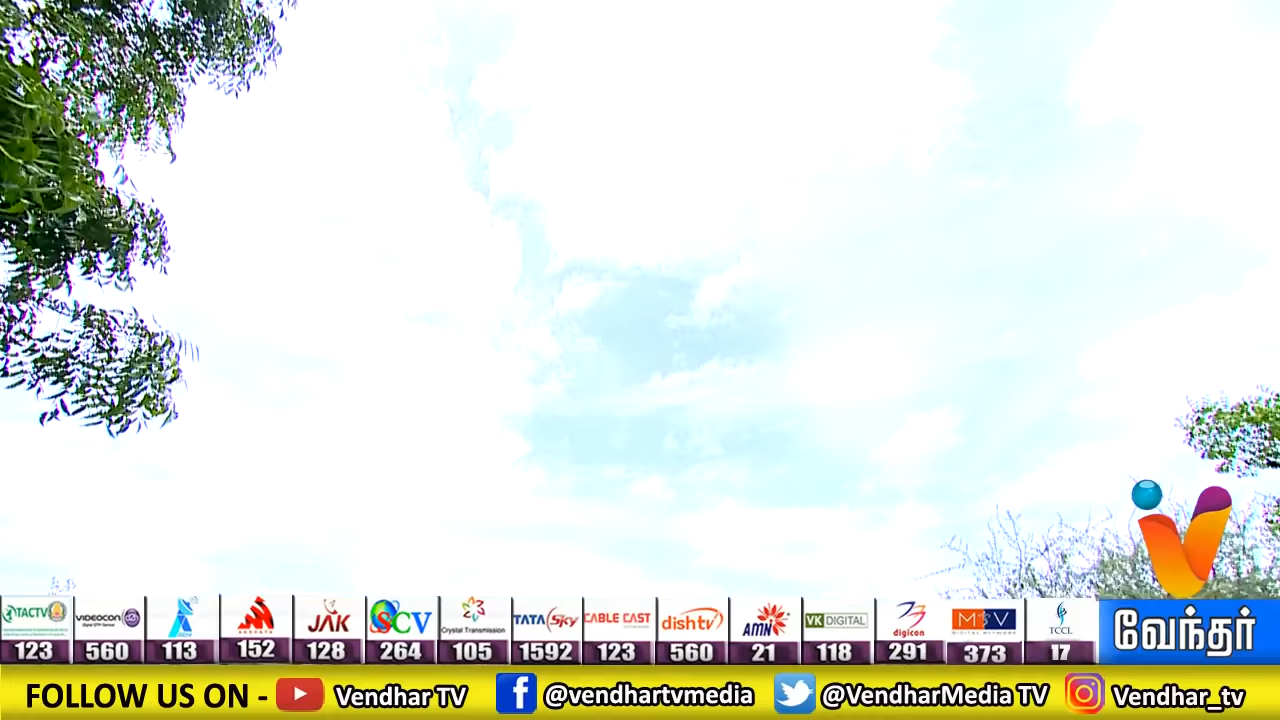 TACTV
VIDEOCON
JAK
SCV
Crystal Transmission
TATA Sky
CABLE CAST
dishtv
AMN
VK DIGITAL
digicon
M V
DIGITAL NETWORK
TCCL
123 560 113 152 128 264 105 1592 123 560 21 118 291 373 17
வேந்தர்
FOLLOW US ON - Vendhar TV @vendhartvmedia @VendharMedia TV Vendhar_tv